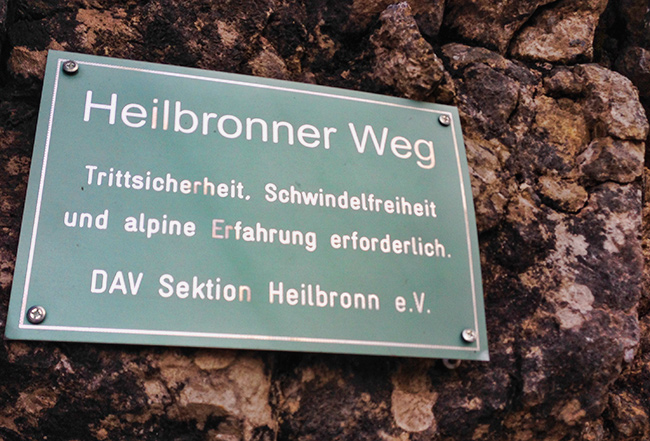 Heilbronner Weg
Trittsicherheit, Schwindelfreiheit
und alpine Erfahrung erforderlich.
DAV Sektion Heilbronn e.V.